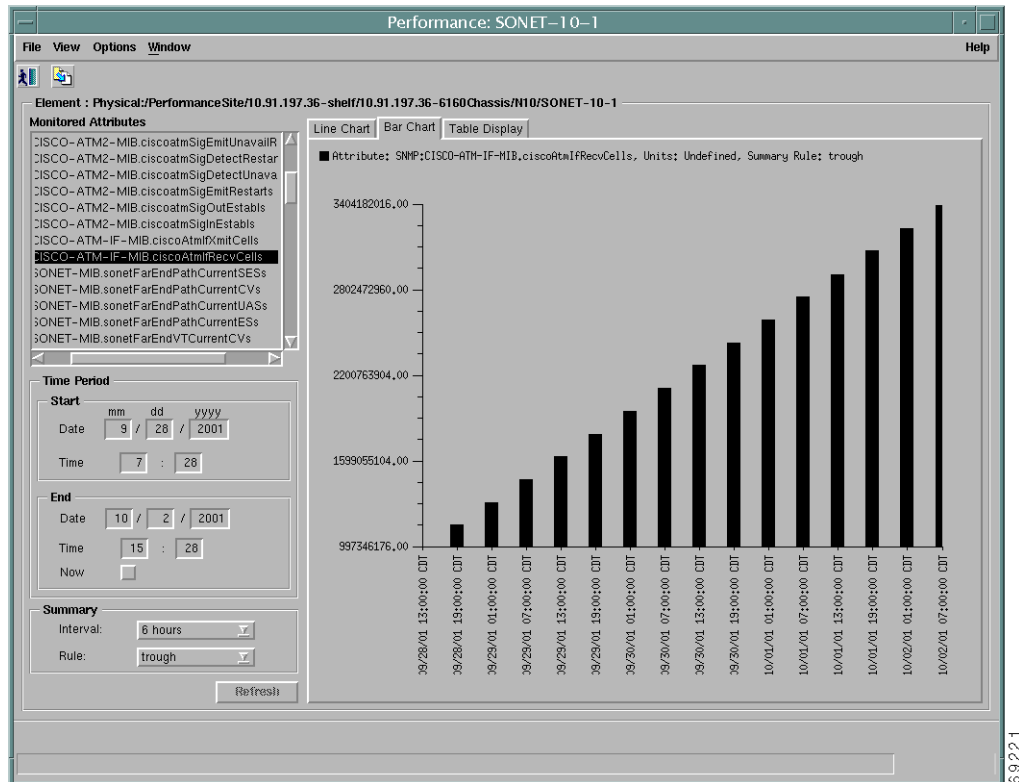 Performance: SONET-10-1
File View Options Window Help
Element : Physical:/PerformanceSite/10.91.197.36-shelf/10.91.197.36-6160Chassis/N10/SONET-10-1
Monitored Attributes
CISCO-ATM2-MIB.ciscoatmSigEmitUnavailR
CISCO-ATM2-MIB.ciscoatmSigDetectRestar
CISCO-ATM2-MIB.ciscoatmSigDetectUnava
CISCO-ATM2-MIB.ciscoatmSigEmitRestarts
CISCO-ATM2-MIB.ciscoatmSigOutEstabls
CISCO-ATM2-MIB.ciscoatmSigInEstabls
CISCO-ATM-IF-MIB.ciscoAtmIfXmitCells
CISCO-ATM-IF-MIB.ciscoAtmIfRecvCells
SONET-MIB.sonetFarEndPathCurrentSESs
SONET-MIB.sonetFarEndPathCurrentCVs
SONET-MIB.sonetFarEndPathCurrentUASs
SONET-MIB.sonetFarEndPathCurrentESs
SONET-MIB.sonetFarEndVTCurrentCVs
Time Period
Start
mm dd yyyy
Date 9 / 28 / 2001
Time 7 : 28
End
Date 10 / 2 / 2001
Time 15 : 28
Now
Summary
Interval: 6 hours
Rule: trough
Refresh
Line Chart Bar Chart Table Display
Attribute: SNMP:CISCO-ATM-IF-MIB.ciscoAtmIfRecvCells, Units: Undefined, Summary Rule: trough
3404182016.00
2802472960.00
2200763904.00
1599055104.00
997346176.00
09/28/01 13:00:00 CDT
09/28/01 19:00:00 CDT
09/29/01 01:00:00 CDT
09/29/01 07:00:00 CDT
09/29/01 13:00:00 CDT
09/29/01 19:00:00 CDT
09/30/01 01:00:00 CDT
09/30/01 07:00:00 CDT
09/30/01 13:00:00 CDT
09/30/01 19:00:00 CDT
10/01/01 01:00:00 CDT
10/01/01 07:00:00 CDT
10/01/01 13:00:00 CDT
10/01/01 19:00:00 CDT
10/02/01 01:00:00 CDT
10/02/01 07:00:00 CDT
69221